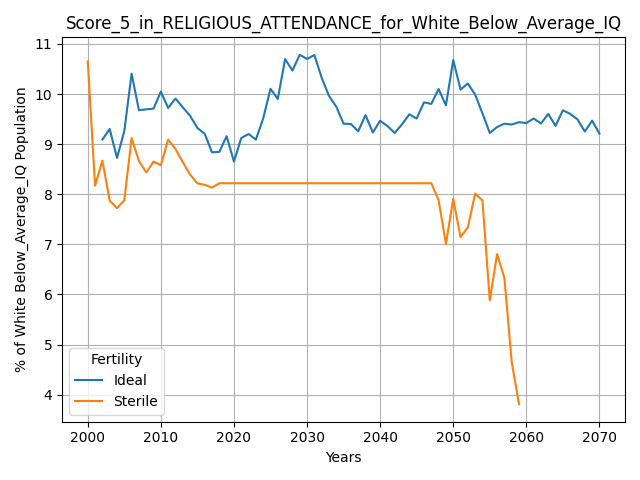 Score_5_in_RELIGIOUS_ATTENDANCE_for_White_Below_Average_IQ
% of White Below_Average_IQ Population
11
10
9
8
7
6
5
4
Fertility
Ideal
Sterile
2000 2010 2020 2030 2040 2050 2060 2070
Years